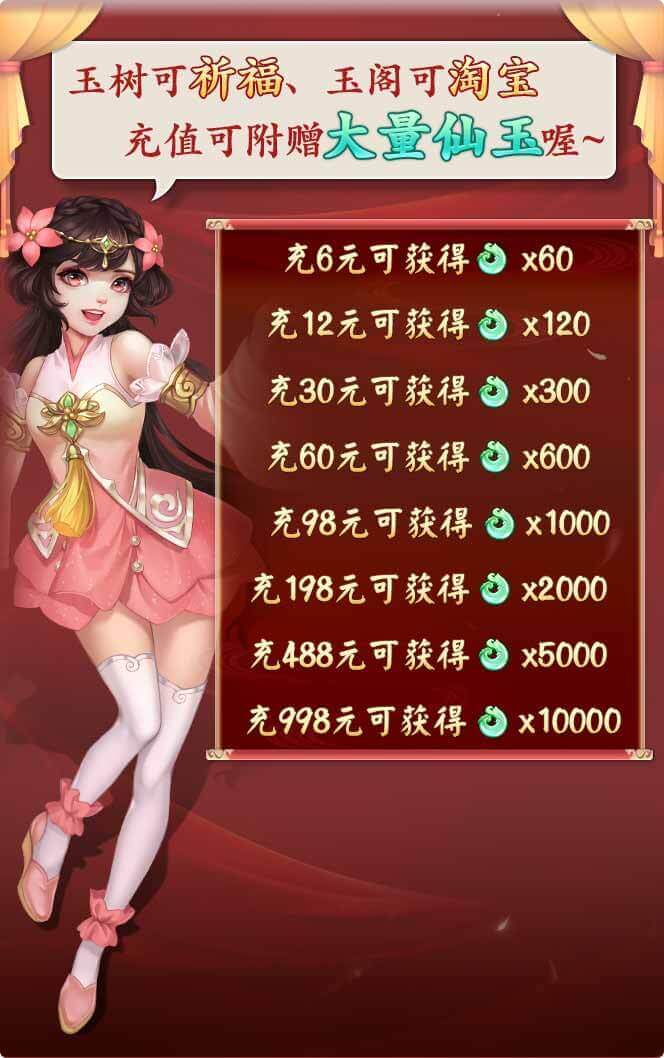 玉树可祈福、玉阁可淘宝
充值可附赠大量仙玉喔~
充6元可获得 x60
充12元可获得 x120
充30元可获得 x300
充60元可获得 x600
充98元可获得 x1000
充198元可获得 x2000
充488元可获得 x5000
充998元可获得 x10000